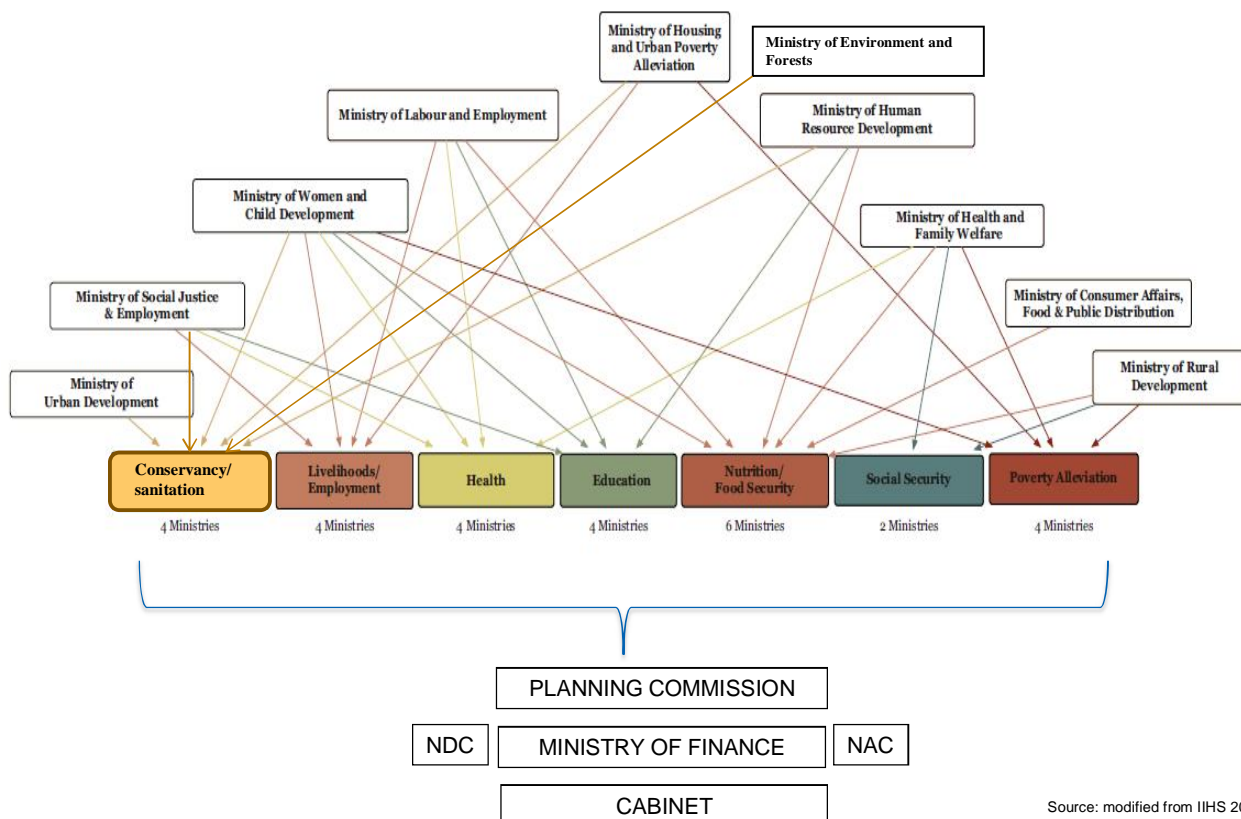 Ministry of Housing
and Urban Poverty
Alleviation
Ministry of Environment and
Forests
Ministry of Labour and Employment
Ministry of Human
Resource Development
Ministry of Women and
Child Development
Ministry of Health and
Family Welfare
Ministry of Social Justice
& Employment
Ministry of Consumer Affairs,
Food & Public Distribution
Ministry of
Urban Development
Ministry of Rural
Development
Conservancy/
sanitation
Livelihoods/
Employment
Health
Education
Nutrition/
Food Security
Social Security
Poverty Alleviation
4 Ministries
4 Ministries
4 Ministries
4 Ministries
6 Ministries
2 Ministries
4 Ministries
PLANNING COMMISSION
NDC
MINISTRY OF FINANCE
NAC
CABINET
Source: modified from IIHS